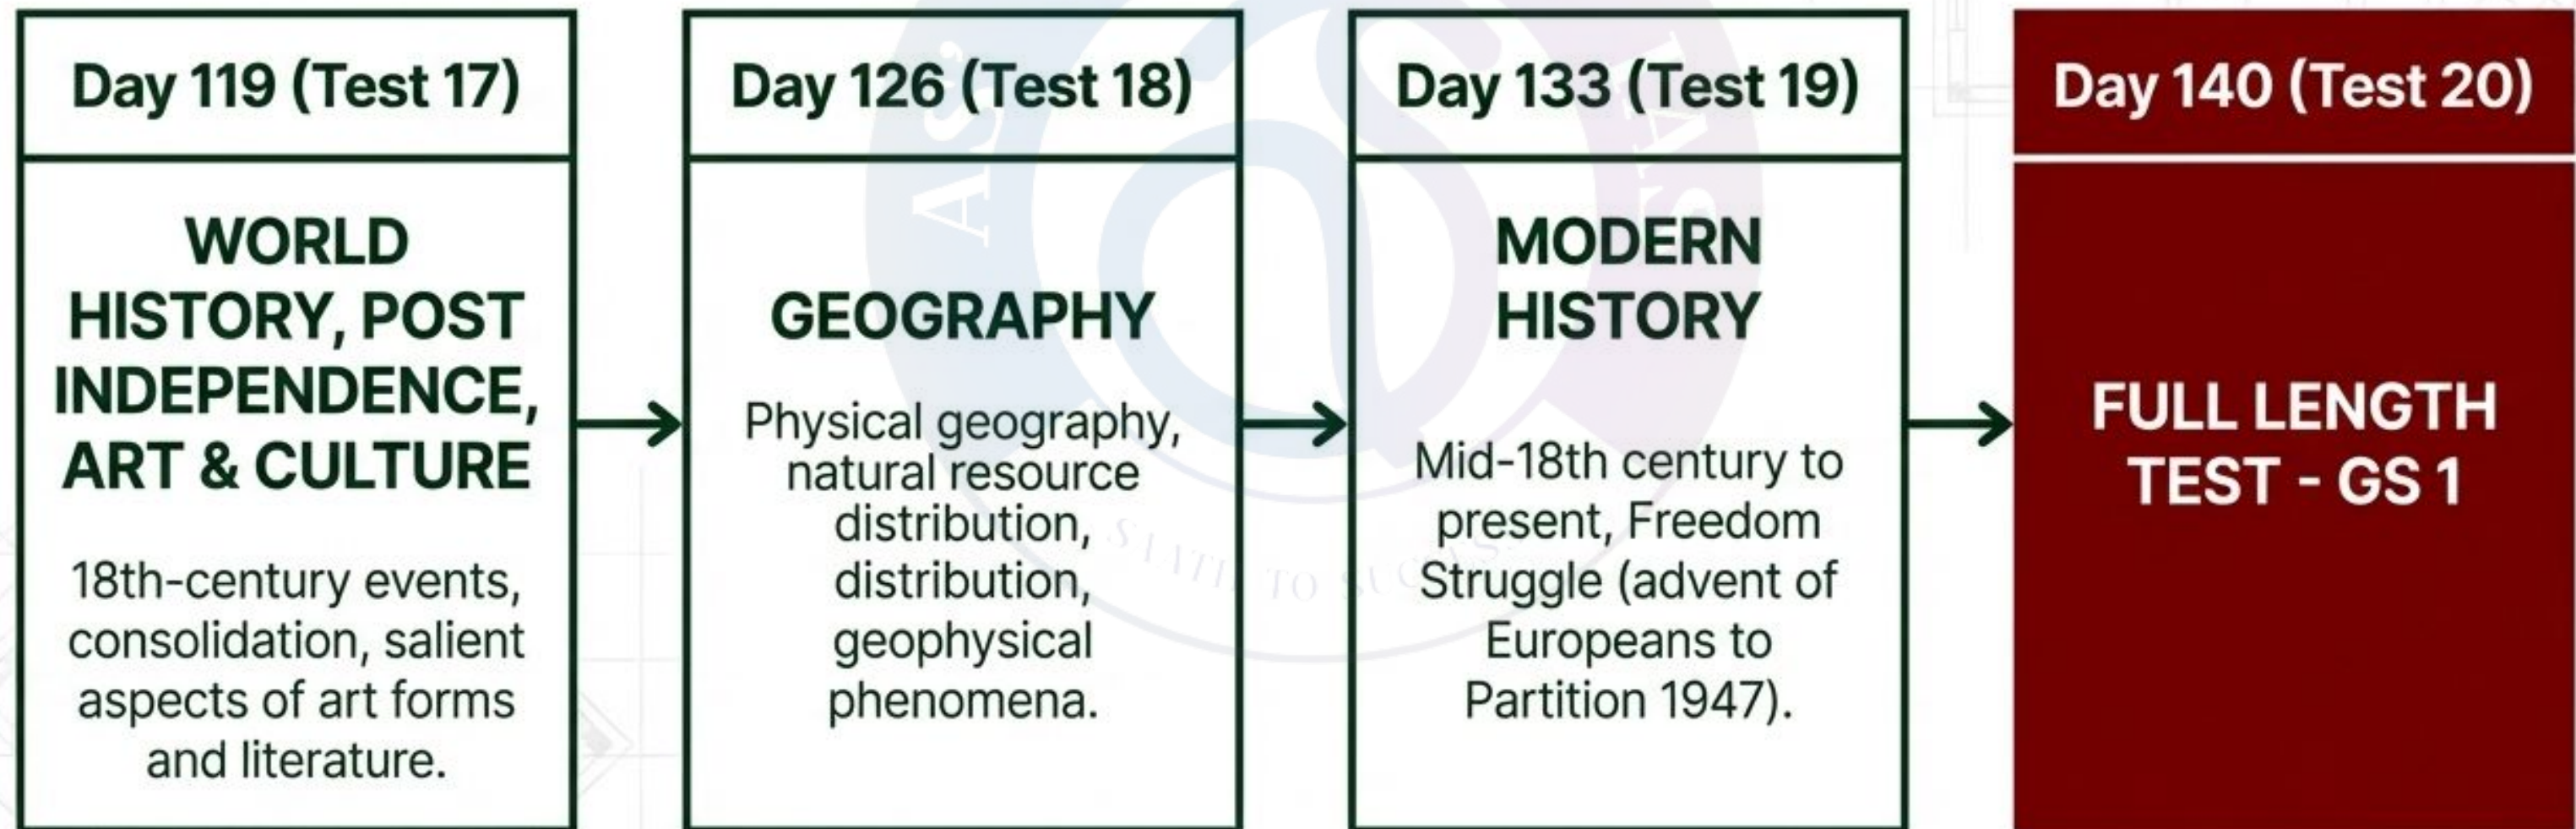 Day 119 (Test 17)
WORLD
HISTORY, POST
INDEPENDENCE,
ART & CULTURE
18th-century events,
consolidation, salient
aspects of art forms
and literature.
Day 126 (Test 18)
GEOGRAPHY
Physical geography,
natural resource
distribution,
distribution,
geophysical
phenomena.
Day 133 (Test 19)
MODERN
HISTORY
Mid-18th century to
present, Freedom
Struggle (advent of
Europeans to
Partition 1947).
Day 140 (Test 20)
FULL LENGTH
TEST - GS 1